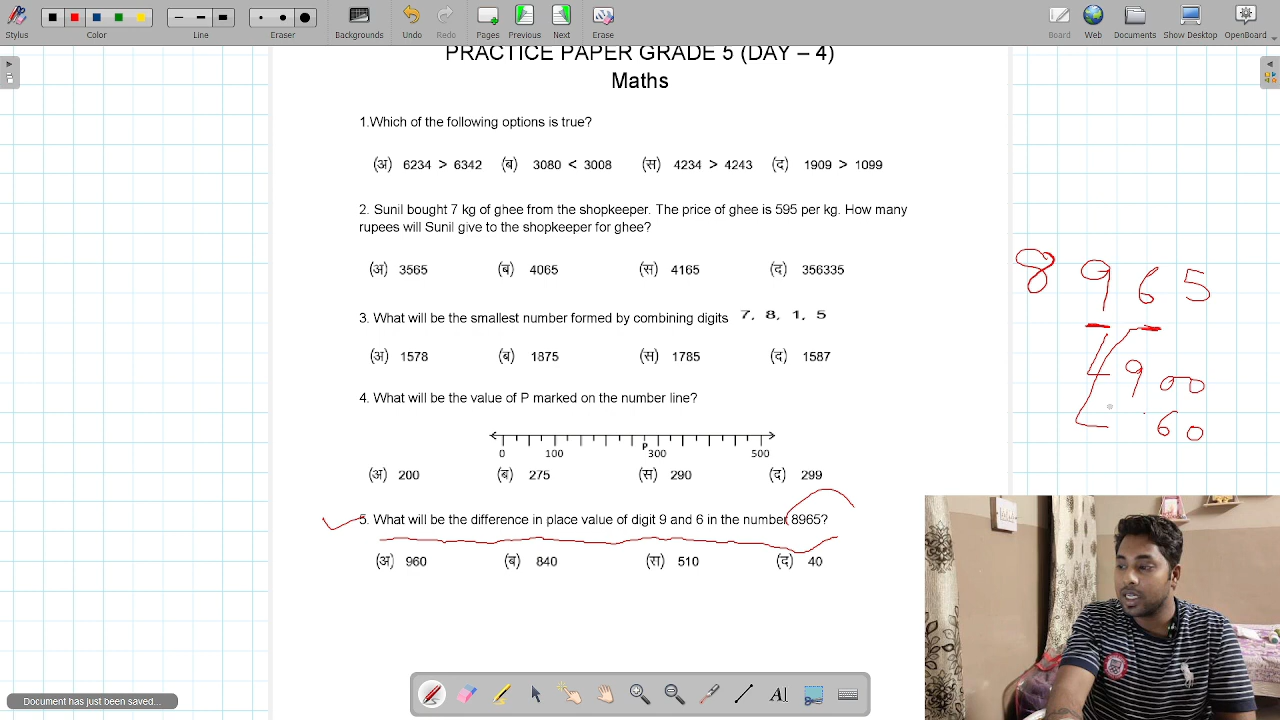 Stylus Color Line Eraser Backgrounds Undo Redo Pages Previous Next Erase Board Web Documents Show Desktop OpenBoard
PRACTICE PAPER GRADE 5 (DAY – 4)
Maths
1.Which of the following options is true?
(अ) 6234 > 6342 (ब) 3080 < 3008 (स) 4234 > 4243 (द) 1909 > 1099
2. Sunil bought 7 kg of ghee from the shopkeeper. The price of ghee is 595 per kg. How many
rupees will Sunil give to the shopkeeper for ghee?
(अ) 3565 (ब) 4065 (स) 4165 (द) 356335
3. What will be the smallest number formed by combining digits 7, 8, 1, 5
(अ) 1578 (ब) 1875 (स) 1785 (द) 1587
4. What will be the value of P marked on the number line?
P
0 100 300 500
(अ) 200 (ब) 275 (स) 290 (द) 299
5. What will be the difference in place value of digit 9 and 6 in the number 8965?
(अ) 960 (ब) 840 (स) 510 (द) 40
8 9 6 5
900
60
Document has just been saved...